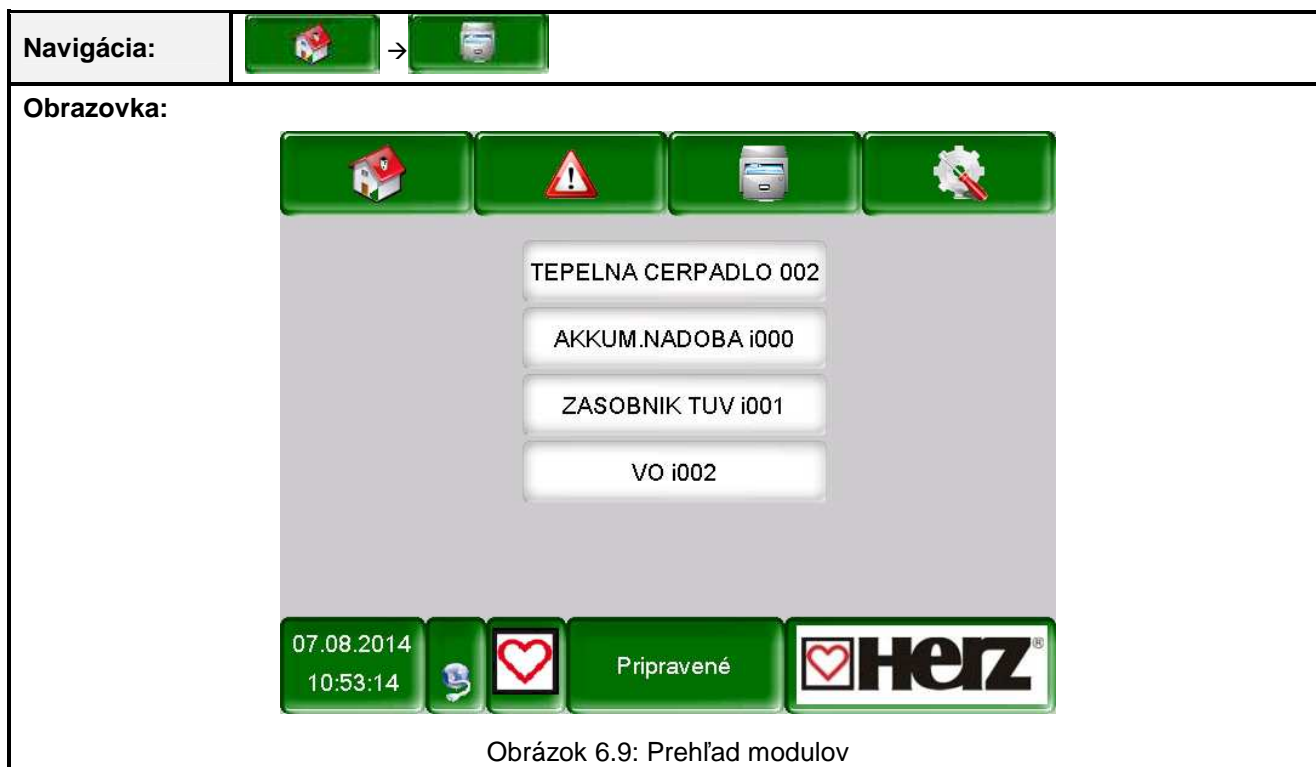 Navigácia:
→
Obrazovka:
TEPELNA CERPADLO 002
AKKUM.NADOBA i000
ZASOBNIK TUV i001
VO i002
07.08.2014
10:53:14
Pripravené
Herz®
Obrázok 6.9: Prehľad modulov